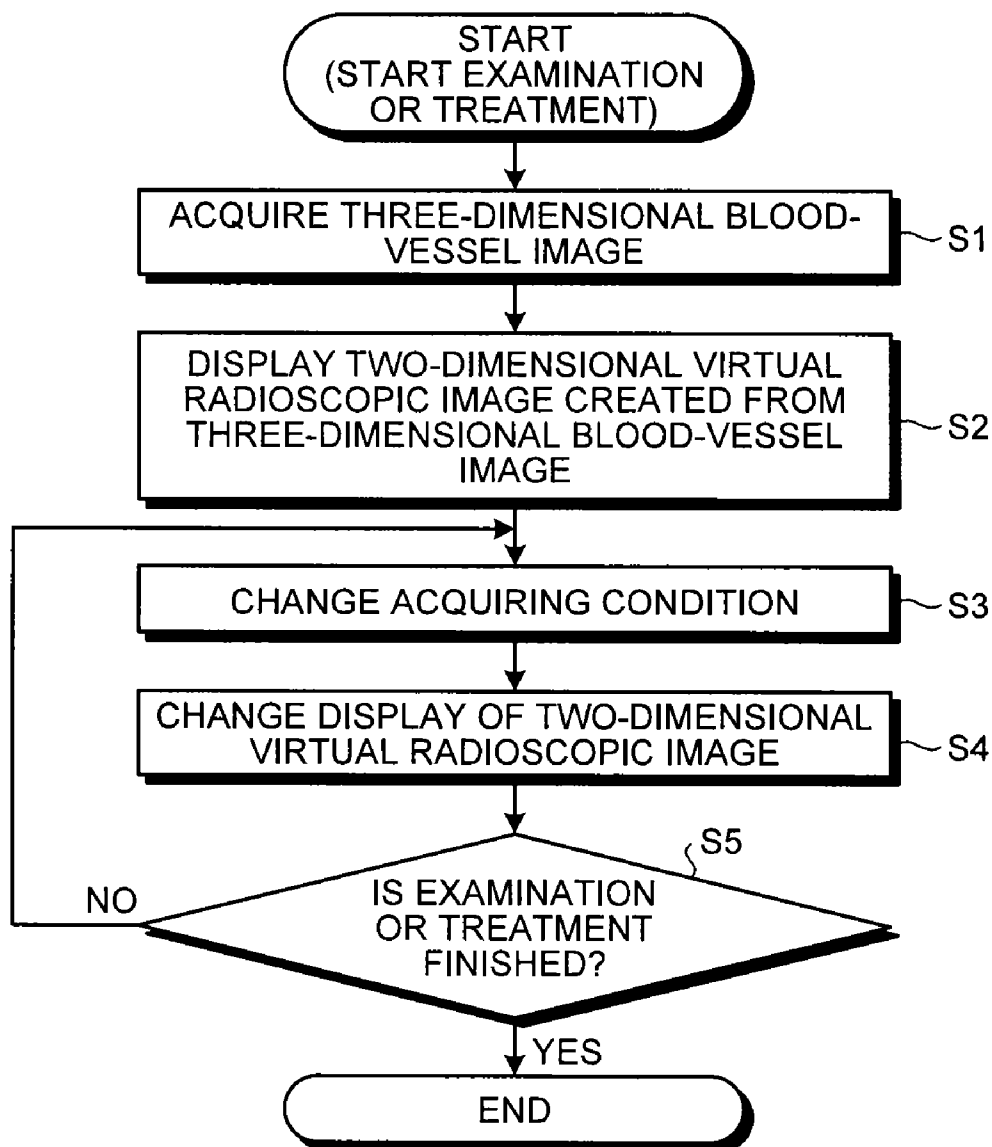 START
(START EXAMINATION
OR TREATMENT)
ACQUIRE THREE-DIMENSIONAL BLOOD-
VESSEL IMAGE
S1
DISPLAY TWO-DIMENSIONAL VIRTUAL
RADIOSCOPIC IMAGE CREATED FROM
THREE-DIMENSIONAL BLOOD-VESSEL
IMAGE
S2
CHANGE ACQUIRING CONDITION
S3
CHANGE DISPLAY OF TWO-DIMENSIONAL
VIRTUAL RADIOSCOPIC IMAGE
S4
S5
NO
IS EXAMINATION
OR TREATMENT
FINISHED?
YES
END